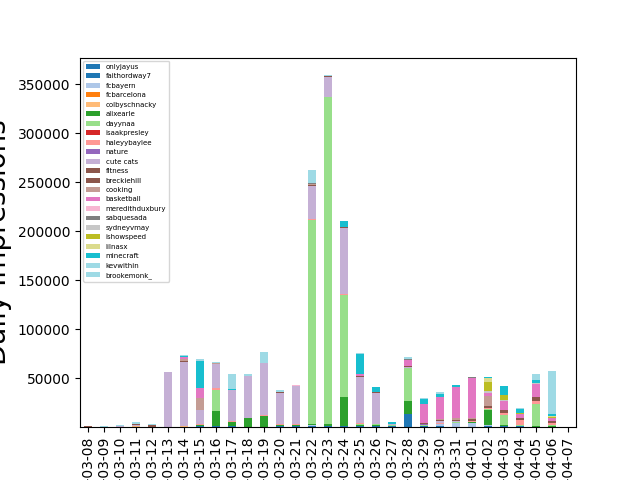 onlyjayus
faithordway7
fcbayern
fcbarcelona
colbyschnacky
alixearle
dayynaa
isaakpresley
haleyybaylee
nature
cute cats
fitness
breckiehill
cooking
basketball
meredithduxbury
sabquesada
sydneyvmay
ishowspeed
ilinasx
minecraft
kevwithin
brookemonk_
350000
300000
250000
200000
150000
100000
50000
Daily Impressions
03-08
03-09
03-10
03-11
03-12
03-13
03-14
03-15
03-16
03-17
03-18
03-19
03-20
03-21
03-22
03-23
03-24
03-25
03-26
03-27
03-28
03-29
03-30
03-31
04-01
04-02
04-03
04-04
04-05
04-06
04-07